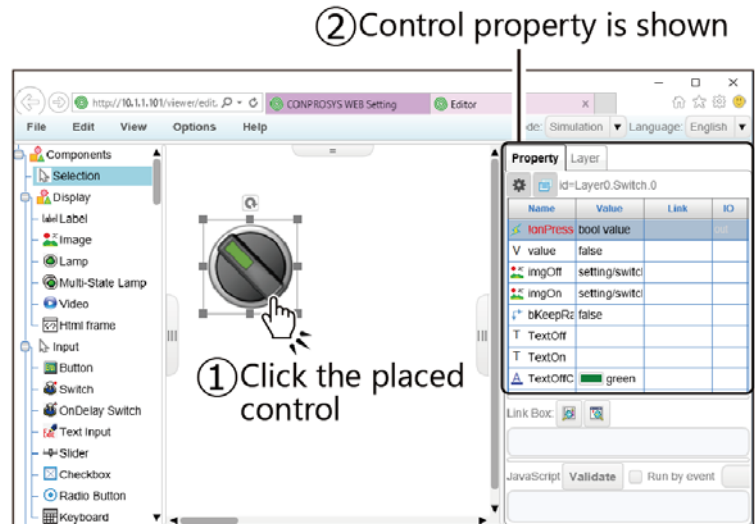 ②Control property is shown
http://10.1.1.101/viewer/edit.
CONPROSYS WEB Setting
Editor
File Edit View Options Help
de: Simulation Language: English
Components
Selection
Display
Label Label
Image
Lamp
Multi-State Lamp
Video
Html frame
Input
Button
Switch
OnDelay Switch
Text Input
Slider
Checkbox
Radio Button
Keyboard
①Click the placed
control
Property Layer
id=Layer0.Switch.0
Name Value Link IO
IonPress bool value out
V value false
imgOff setting/switcl
imgOn setting/switcl
bKeepRa false
T TextOff
T TextOn
A TextOffC green
Link Box:
JavaScript Validate Run by event